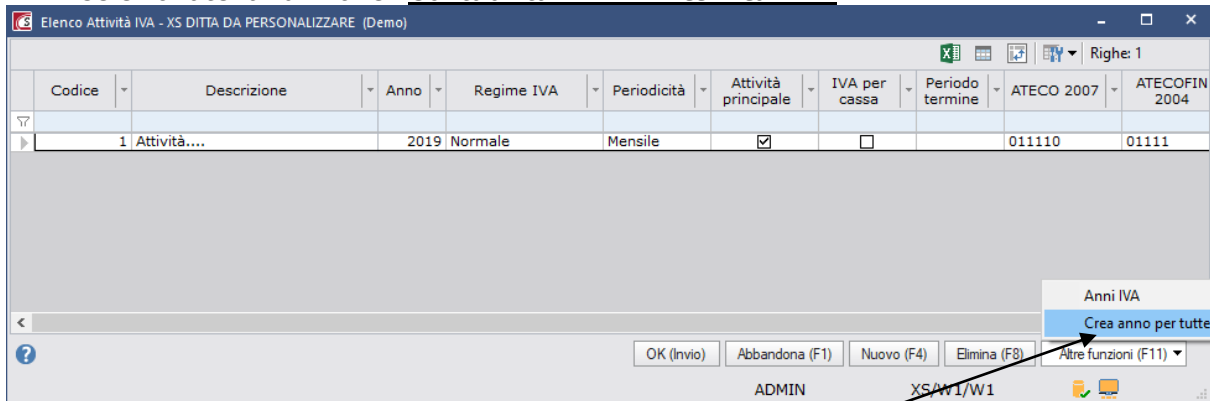 Elenco Attività IVA - XS DITTA DA PERSONALIZZARE (Demo)
Righe: 1
Codice Descrizione Anno Regime IVA Periodicità Attività principale IVA per cassa Periodo termine ATECO 2007 ATECOFIN 2004
1 Attività.... 2019 Normale Mensile 011110 01111
Anni IVA
Crea anno per tutte
OK (Invio) Abbandona (F1) Nuovo (F4) Elimina (F8) Altre funzioni (F11)
ADMIN XS/W1/W1